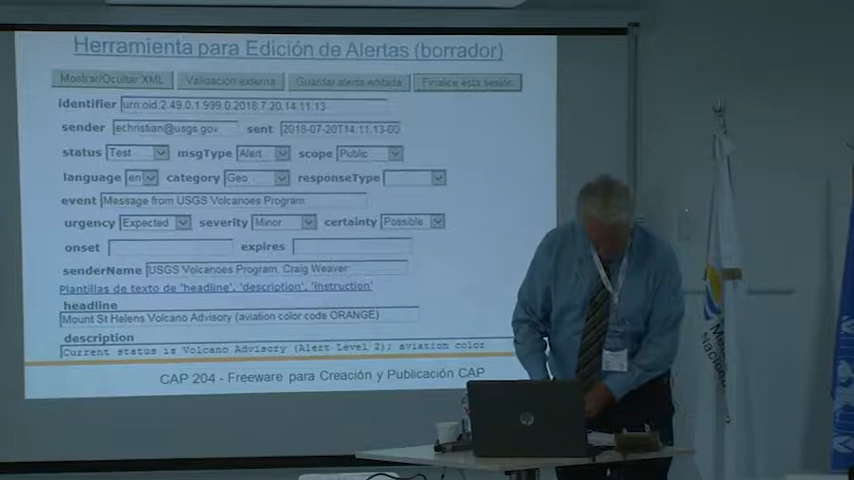 Herramienta para Edición de Alertas (borrador)
Mostrar/Ocultar XML Validación externa Guardar alerta editada Finalice esta sesión
identifier urn:oid:2.49.0.1.999.0.2018.7.20.14.11.13
sender echristian@usgs.gov sent 2018-07-20T14:11:13-00
status Test msgType Alert scope Public
language en category Geo responseType
event Message from USGS Volcanoes Program
urgency Expected severity Minor certainty Possible
onset expires
senderName USGS Volcanoes Program, Craig Weaver
Plantillas de texto de 'headline', 'description', 'instruction'
headline
Mount St Helens Volcano Advisory (aviation color code ORANGE)
description
Current status is Volcano Advisory (Alert Level 2); aviation color
CAP 204 - Freeware para Creación y Publicación CAP
hp